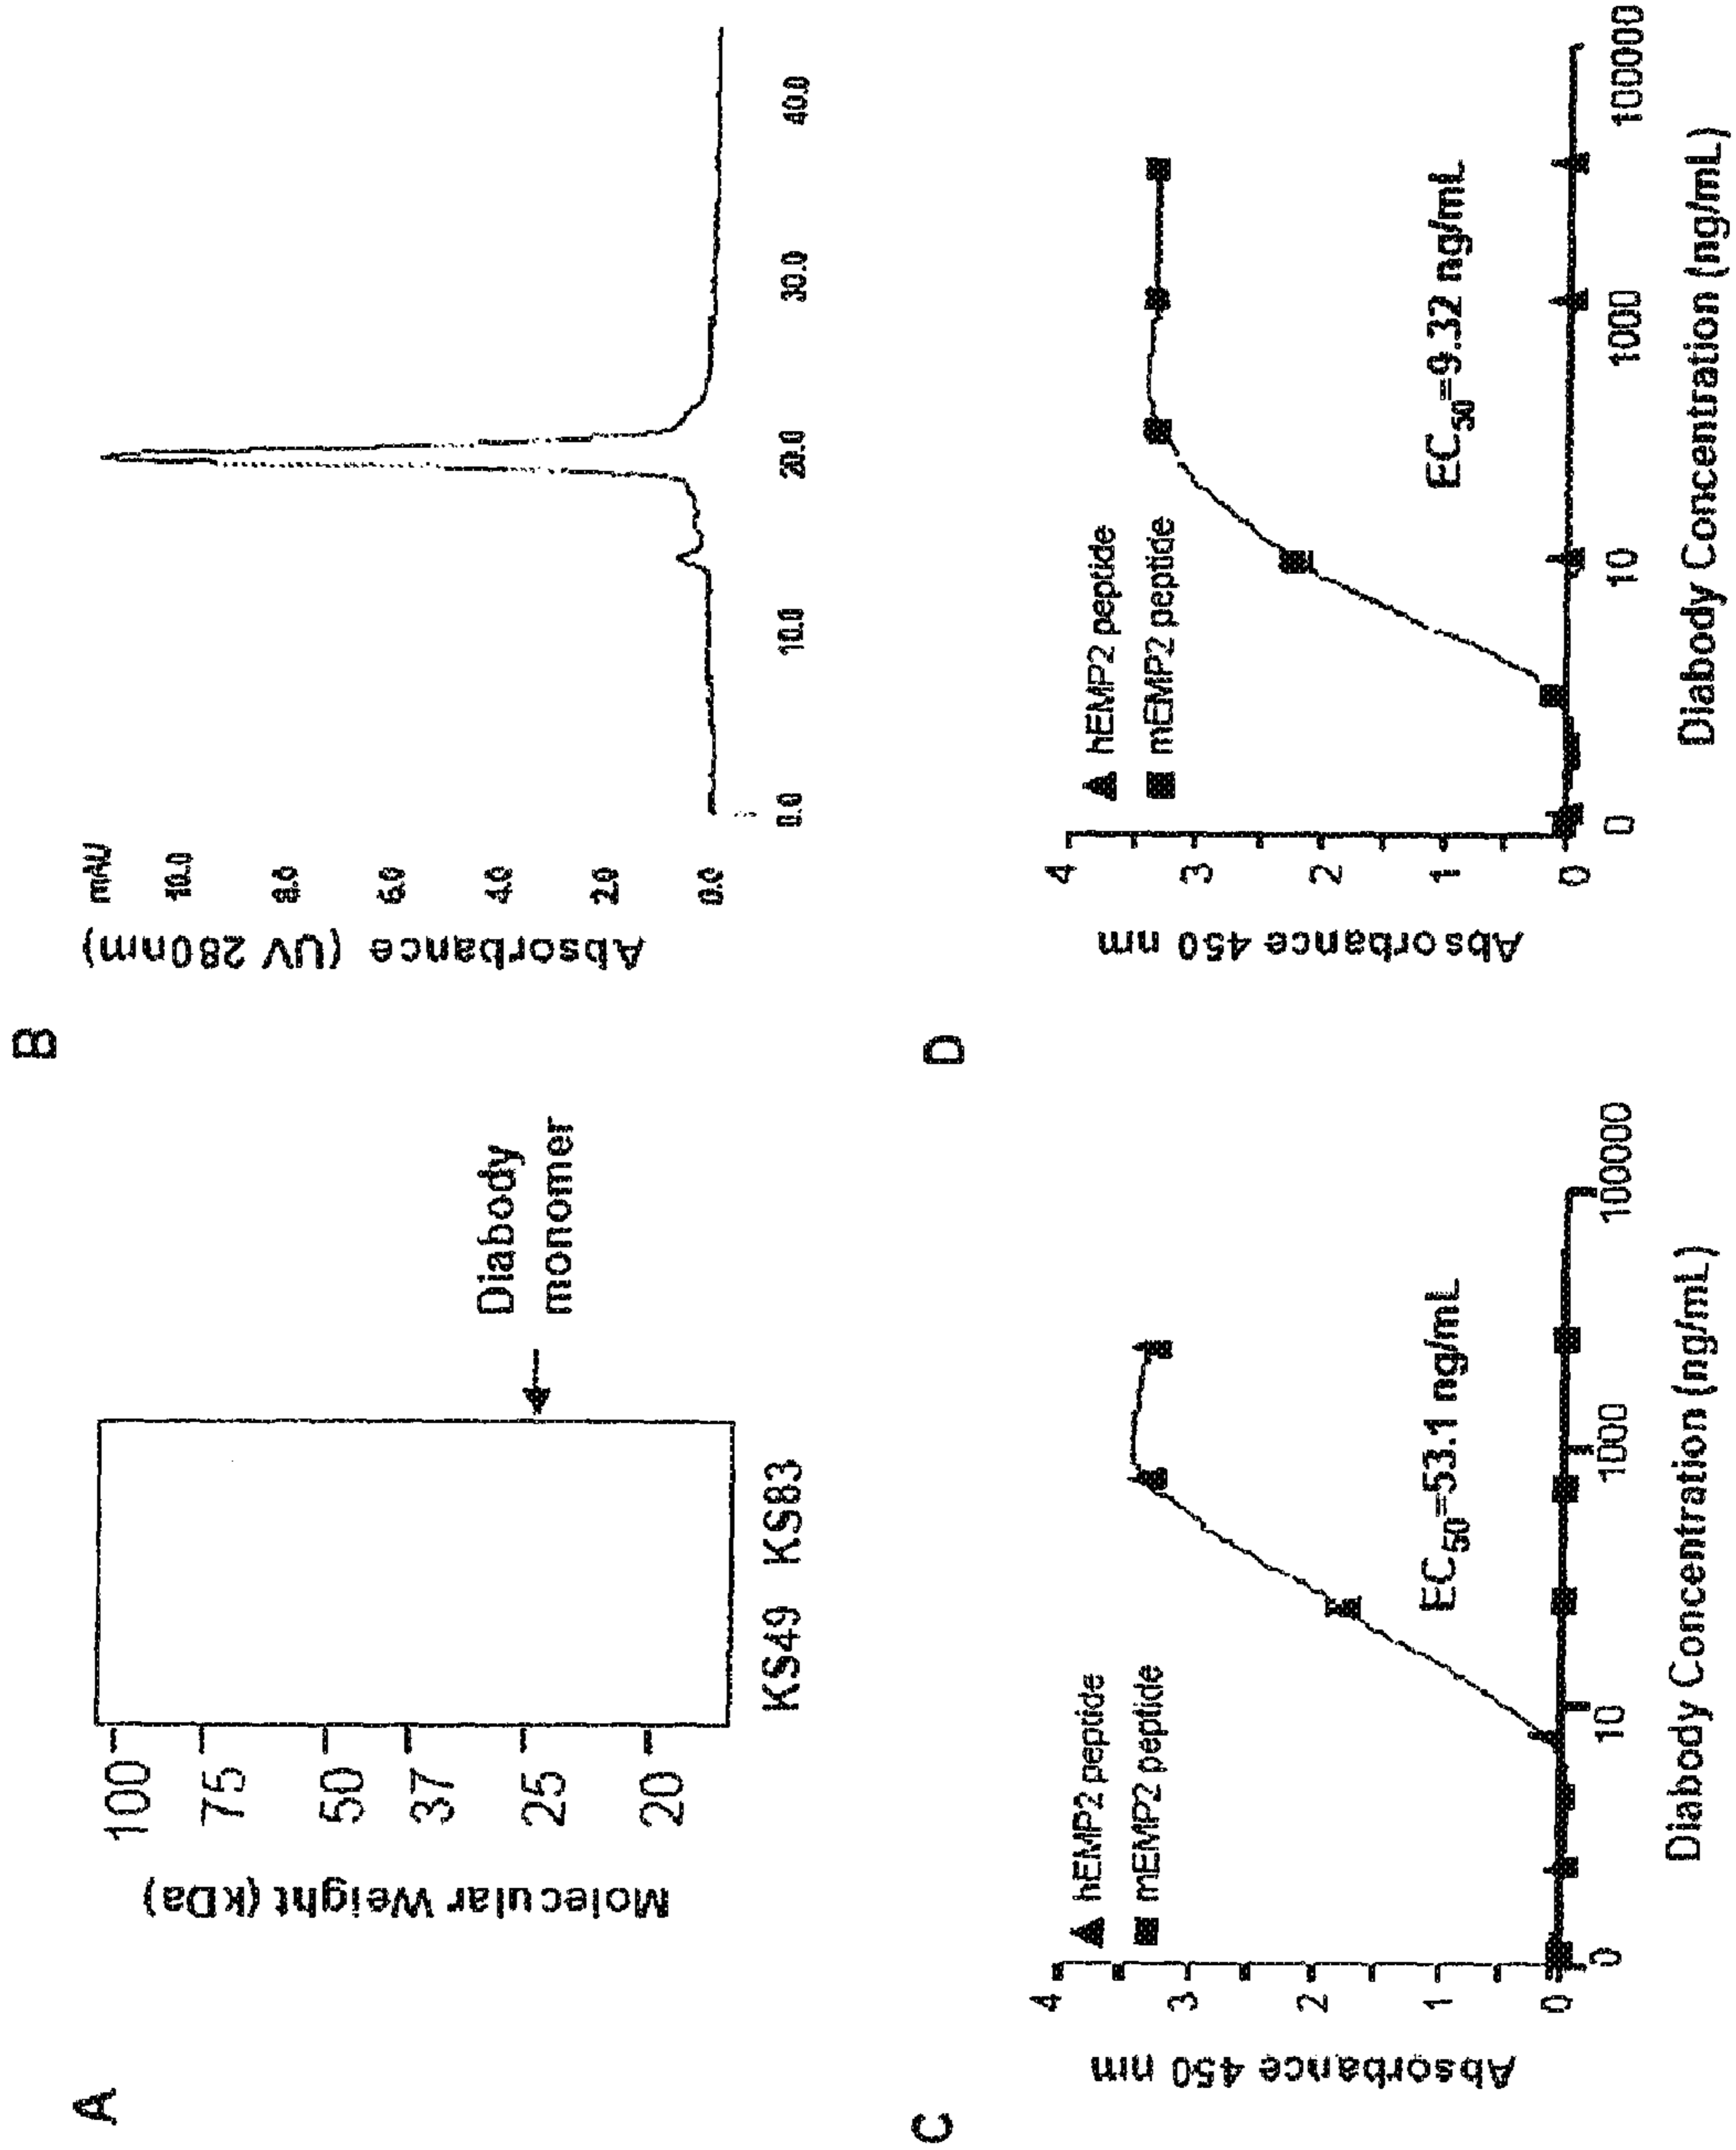 A
Molecular Weight (kDa)
100
75
50
37
25
20
KS49 KS83
Diabody
monomer
B
Absorbance (UV 280nm)
mAU
10.0
8.0
6.0
4.0
2.0
0.0
0.0 10.0 20.0 30.0 40.0
C
Absorbance 450 nm
4
3
2
1
0
hEMP2 peptide
mEMP2 peptide
EC50=53.1 ng/mL
0 10 1000 100000
Diabody Concentration (ng/mL)
D
Absorbance 450 nm
4
3
2
1
0
hEMP2 peptide
mEMP2 peptide
EC50=9.32 ng/mL
0 10 1000 100000
Diabody Concentration (ng/mL)